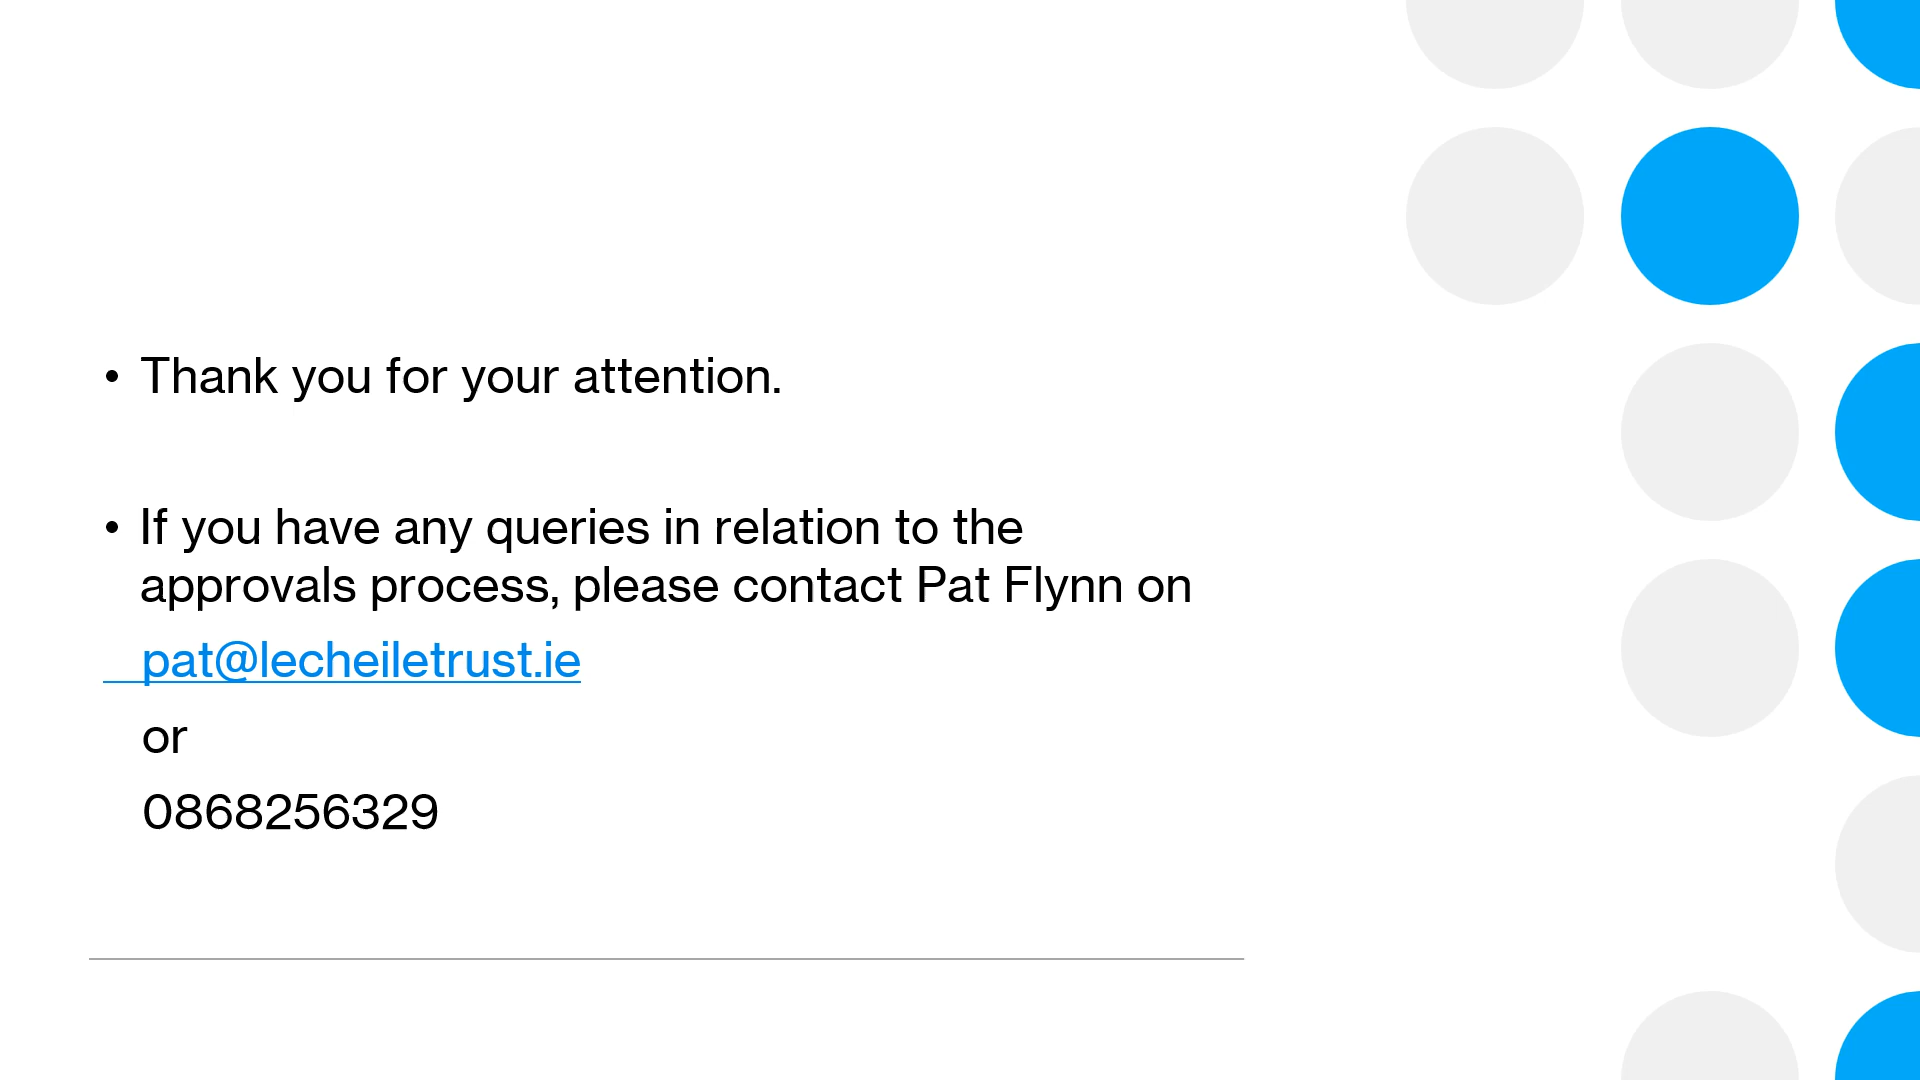 • Thank you for your attention.
• If you have any queries in relation to the
approvals process, please contact Pat Flynn on
pat@lecheiletrust.ie
or
0868256329